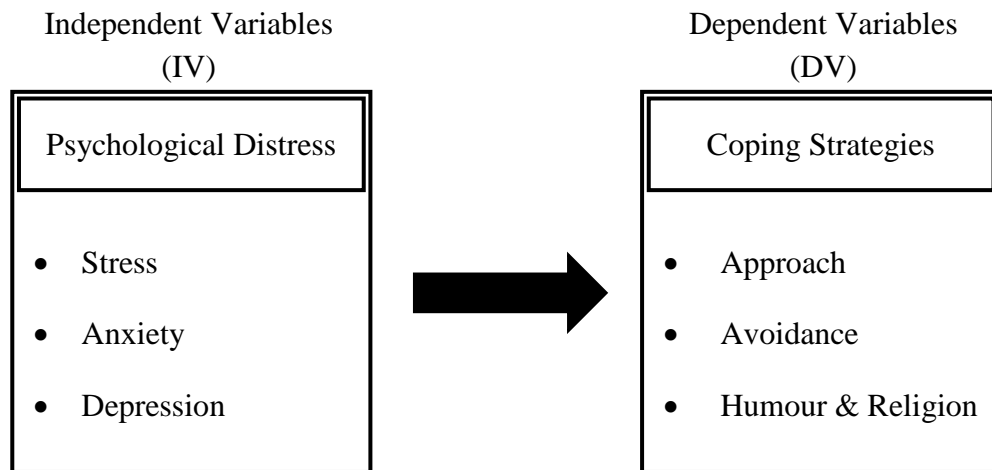 Independent Variables
(IV)
Psychological Distress
• Stress
• Anxiety
• Depression
Dependent Variables
(DV)
Coping Strategies
• Approach
• Avoidance
• Humour & Religion